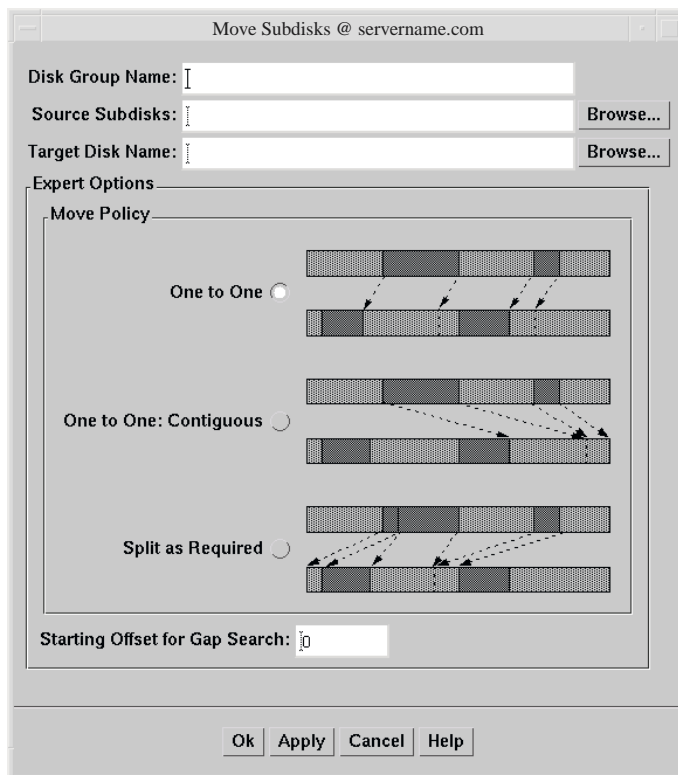 Move Subdisks @ servername.com
Disk Group Name:
Source Subdisks: Browse...
Target Disk Name: Browse...
Expert Options
Move Policy
One to One
One to One: Contiguous
Split as Required
Starting Offset for Gap Search: 0
Ok Apply Cancel Help